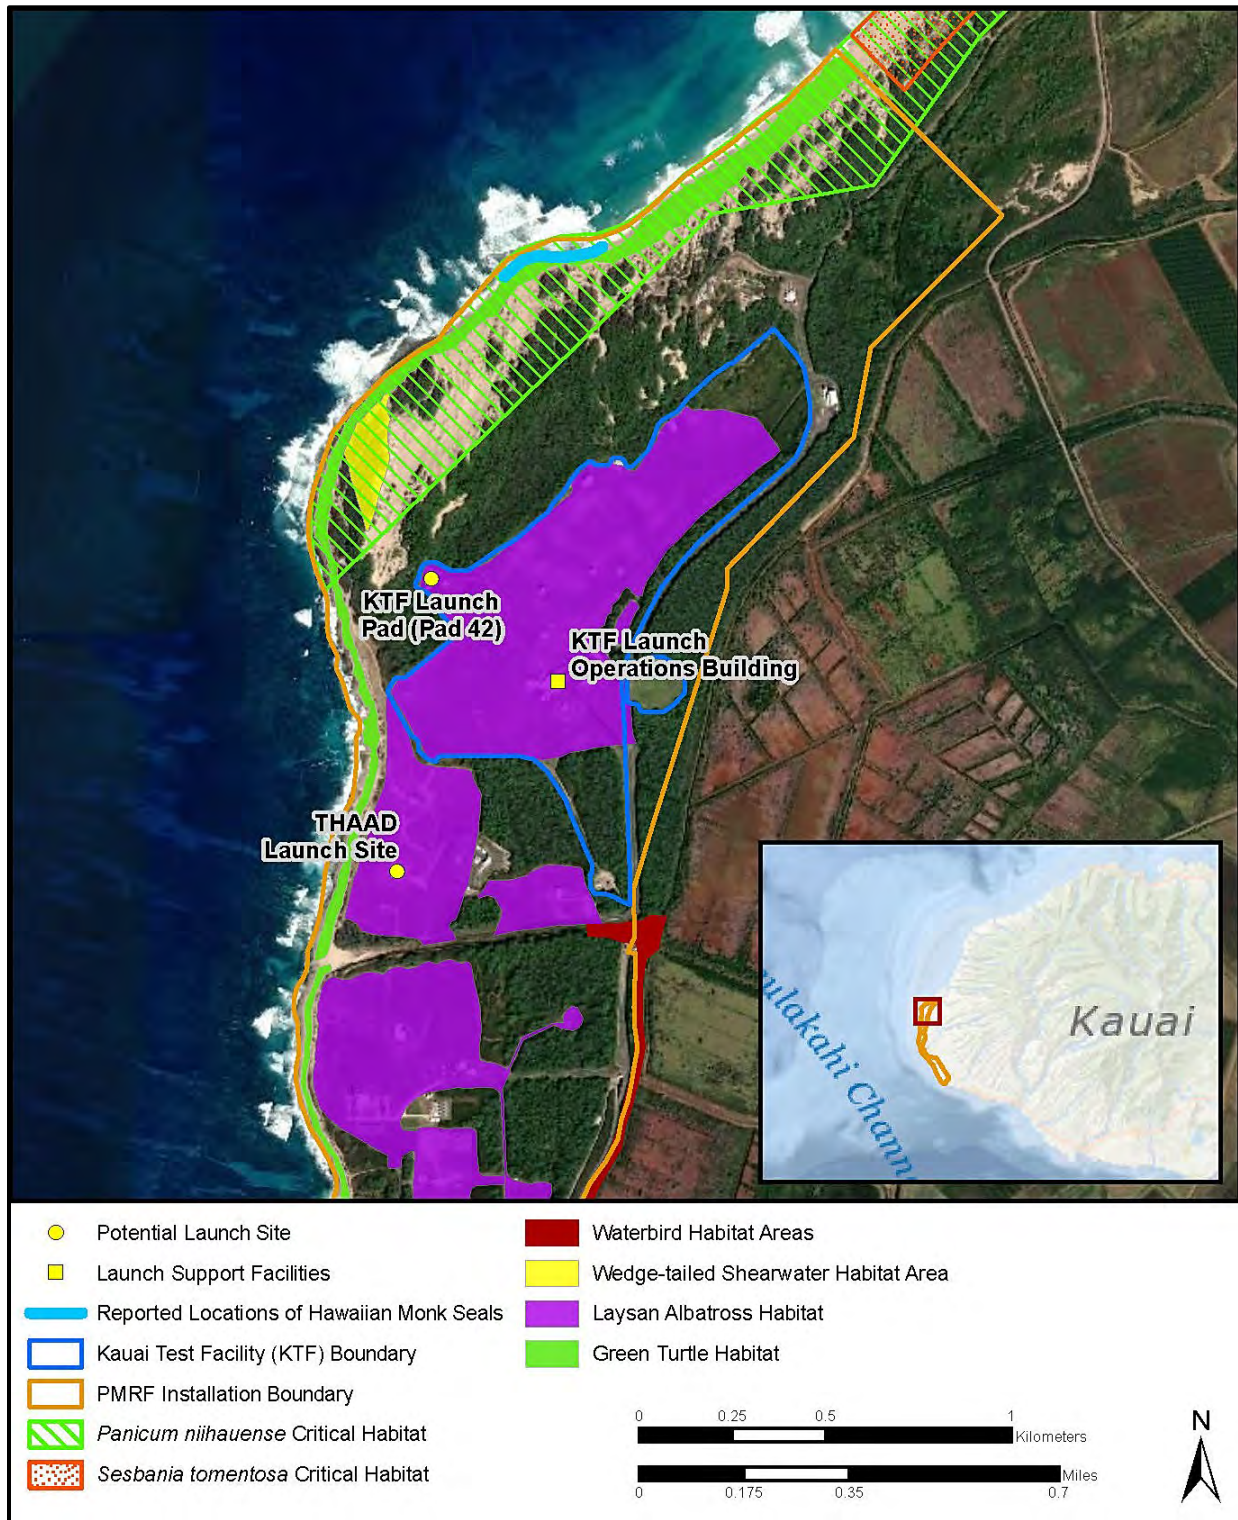 KTF Launch
Pad (Pad 42)
KTF Launch
Operations Building
THAAD
Launch Site
Kauai
ulakahi Chann
Potential Launch Site
Launch Support Facilities
Reported Locations of Hawaiian Monk Seals
Kauai Test Facility (KTF) Boundary
PMRF Installation Boundary
Panicum niihauense Critical Habitat
Sesbania tomentosa Critical Habitat
Waterbird Habitat Areas
Wedge-tailed Shearwater Habitat Area
Laysan Albatross Habitat
Green Turtle Habitat
0 0.25 0.5 1
Kilometers
Miles
0 0.175 0.35 0.7
N